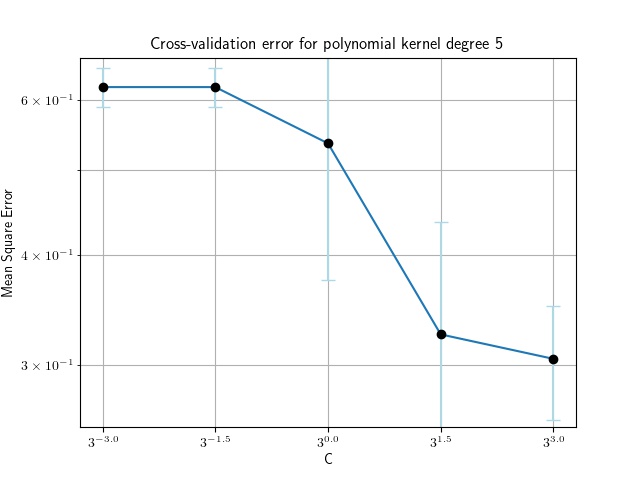 Cross-validation error for polynomial kernel degree 5
Mean Square Error
6 × 10⁻¹
4 × 10⁻¹
3 × 10⁻¹
3⁻³·⁰ 3⁻¹·⁵ 3⁰·⁰ 3¹·⁵ 3³·⁰
C